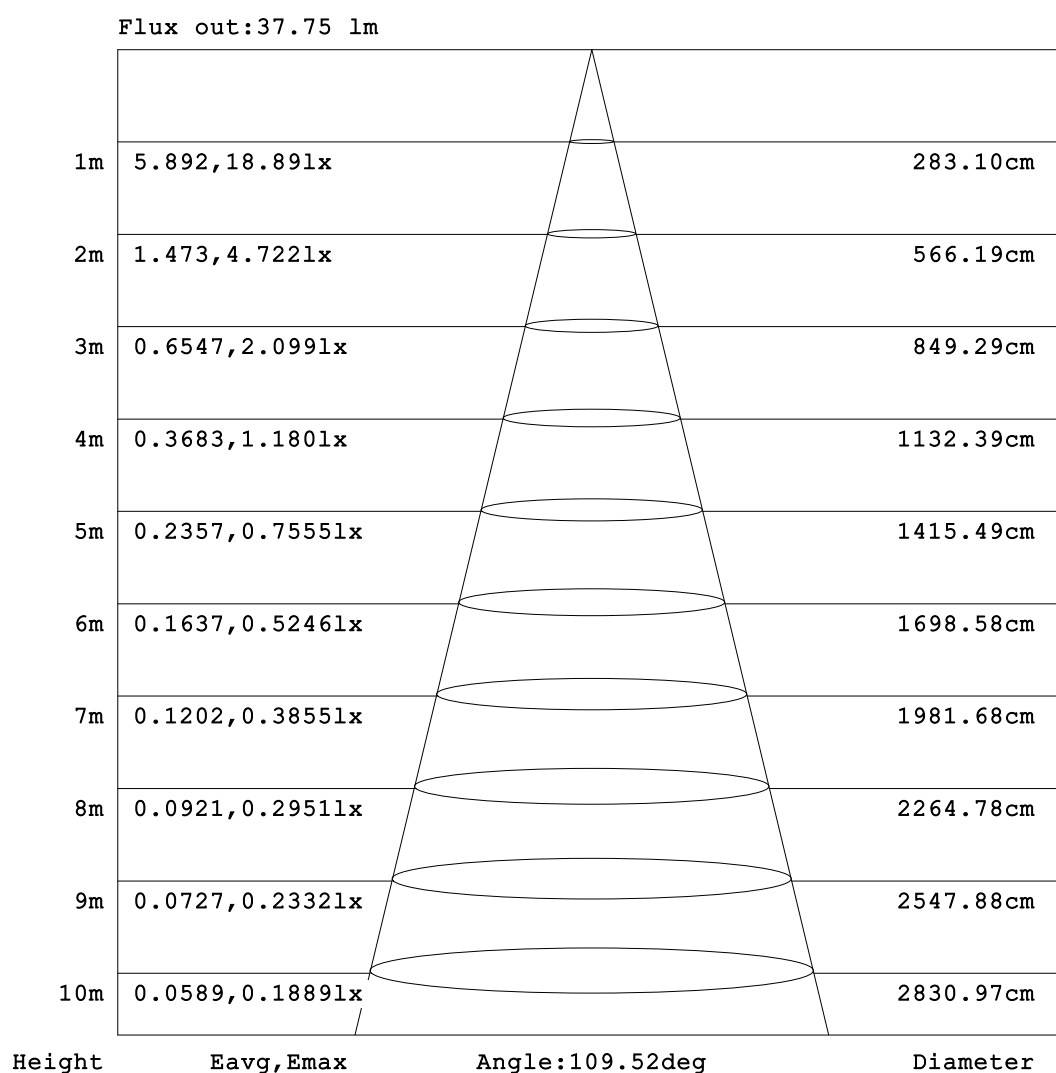 Flux out:37.75 lm
1m 5.892,18.89lx 283.10cm
2m 1.473,4.722lx 566.19cm
3m 0.6547,2.099lx 849.29cm
4m 0.3683,1.180lx 1132.39cm
5m 0.2357,0.7555lx 1415.49cm
6m 0.1637,0.5246lx 1698.58cm
7m 0.1202,0.3855lx 1981.68cm
8m 0.0921,0.2951lx 2264.78cm
9m 0.0727,0.2332lx 2547.88cm
10m 0.0589,0.1889lx 2830.97cm
Height Eavg,Emax Angle:109.52deg Diameter